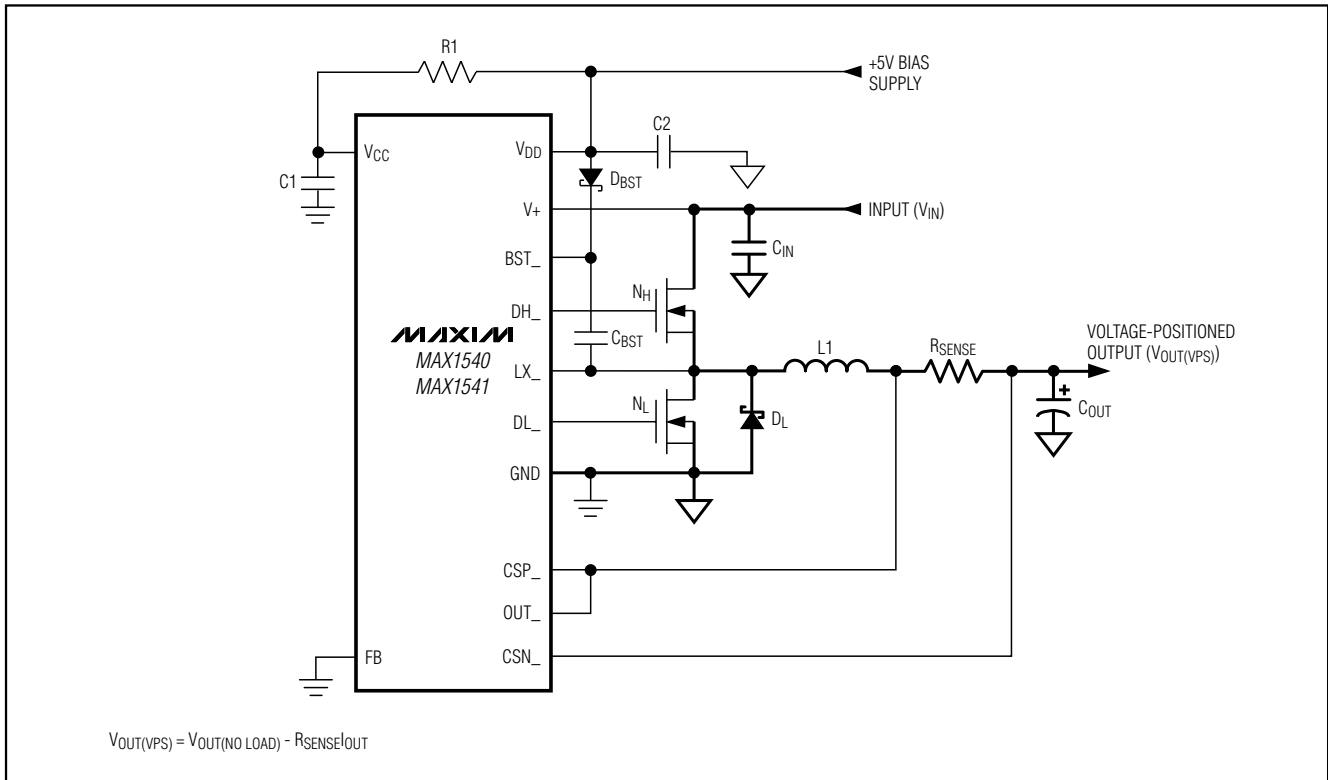 R1
+5V BIAS
SUPPLY
C2
VCC
VDD
C1
DBST
V+
INPUT (VIN)
CIN
BST_
NH
DH_
CBST
MAXIM
MAX1540
MAX1541
VOLTAGE-POSITIONED
OUTPUT (VOUT(VPS))
L1
RSENSE
LX_
+
COUT
NL
DL
DL_
GND
CSP_
OUT_
CSN_
FB
VOUT(VPS) = VOUT(NO LOAD) - RSENSEIOUT